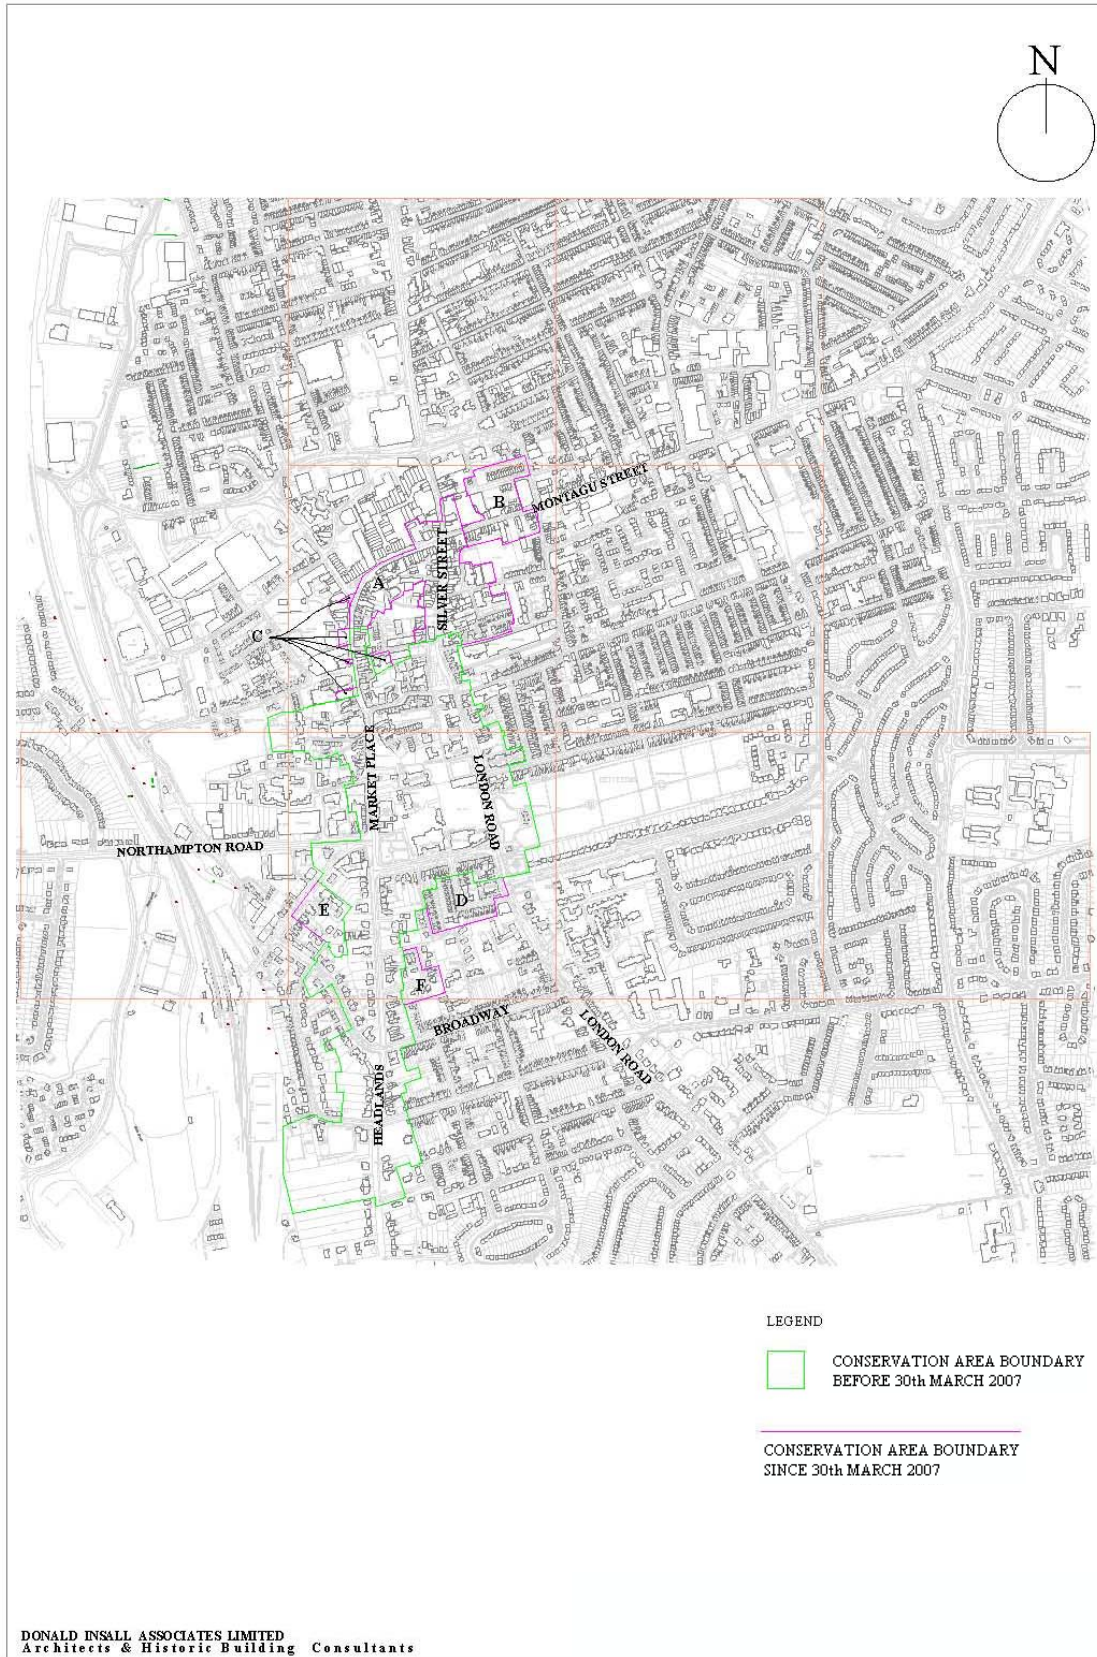 N
B
MONTAGU STREET
SILVER STREET
A
C
MARKET PLACE
LONDON ROAD
NORTHAMPTON ROAD
D
E
F
BROADWAY
LONDON ROAD
HEADLANDS
LEGEND
CONSERVATION AREA BOUNDARY
BEFORE 30th MARCH 2007
CONSERVATION AREA BOUNDARY
SINCE 30th MARCH 2007
DONALD INSALL ASSOCIATES LIMITED
Architects & Historic Building Consultants